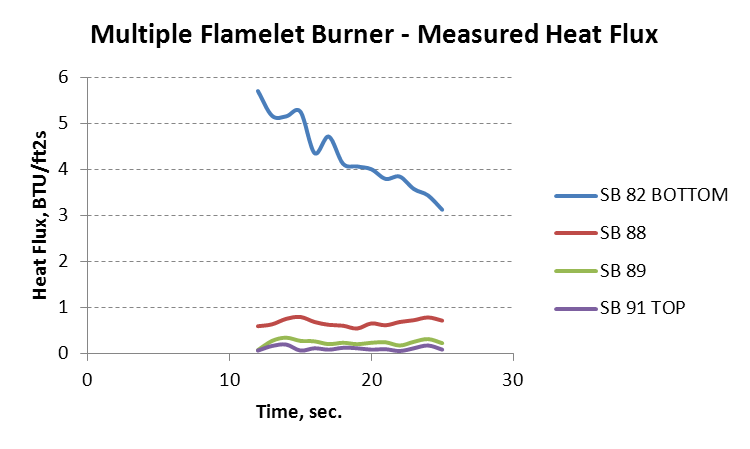 Multiple Flamelet Burner - Measured Heat Flux
Heat Flux, BTU/ft2s
6
5
4
3
2
1
0
0 10 20 30
Time, sec.
SB 82 BOTTOM
SB 88
SB 89
SB 91 TOP